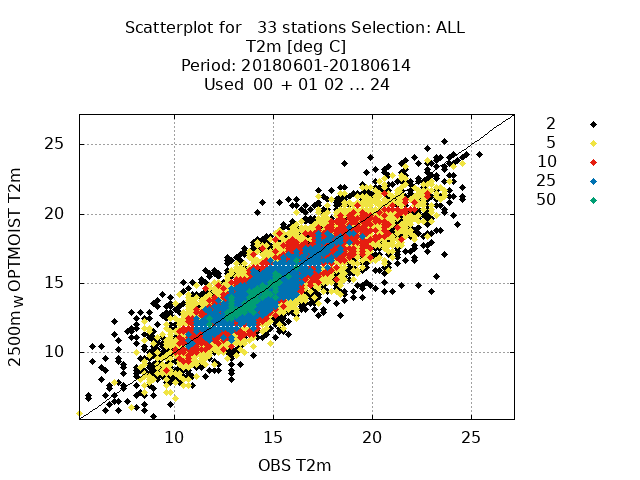 Scatterplot for 33 stations Selection: ALL
T2m [deg C]
Period: 20180601-20180614
Used 00 + 01 02 ... 24
2
5
10
25
50
25
20
15
10
2500m_W OPTMOIST T2m
10 15 20 25
OBS T2m